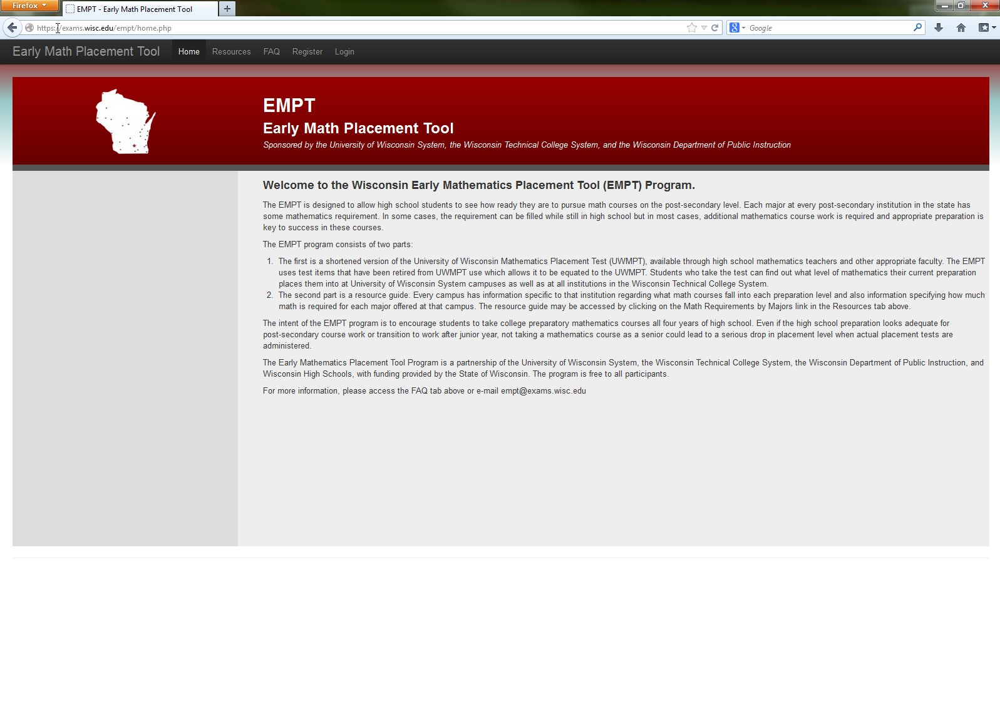 Firefox
EMPT - Early Math Placement Tool
https://exams.wisc.edu/empt/home.php
Google
Early Math Placement Tool
Home
Resources
FAQ
Register
Login
EMPT
Early Math Placement Tool
Sponsored by the University of Wisconsin System, the Wisconsin Technical College System, and the Wisconsin Department of Public Instruction
Welcome to the Wisconsin Early Mathematics Placement Tool (EMPT) Program.
The EMPT is designed to allow high school students to see how ready they are to pursue math courses on the post-secondary level. Each major at every post-secondary institution in the state has
some mathematics requirement. In some cases, the requirement can be filled while still in high school but in most cases, additional mathematics course work is required and appropriate preparation is
key to success in these courses.
The EMPT program consists of two parts:
1. The first is a shortened version of the University of Wisconsin Mathematics Placement Test (UWMPT), available through high school mathematics teachers and other appropriate faculty. The EMPT
uses test items that have been retired from UWMPT use which allows it to be equated to the UWMPT. Students who take the test can find out what level of mathematics their current preparation
places them into at University of Wisconsin System campuses as well as at all institutions in the Wisconsin Technical College System.
2. The second part is a resource guide. Every campus has information specific to that institution regarding what math courses fall into each preparation level and also information specifying how much
math is required for each major offered at that campus. The resource guide may be accessed by clicking on the Math Requirements by Majors link in the Resources tab above.
The intent of the EMPT program is to encourage students to take college preparatory mathematics courses all four years of high school. Even if the high school preparation looks adequate for
post-secondary course work or transition to work after junior year, not taking a mathematics course as a senior could lead to a serious drop in placement level when actual placement tests are
administered.
The Early Mathematics Placement Tool Program is a partnership of the University of Wisconsin System, the Wisconsin Technical College System, the Wisconsin Department of Public Instruction, and
Wisconsin High Schools, with funding provided by the State of Wisconsin. The program is free to all participants.
For more information, please access the FAQ tab above or e-mail empt@exams.wisc.edu